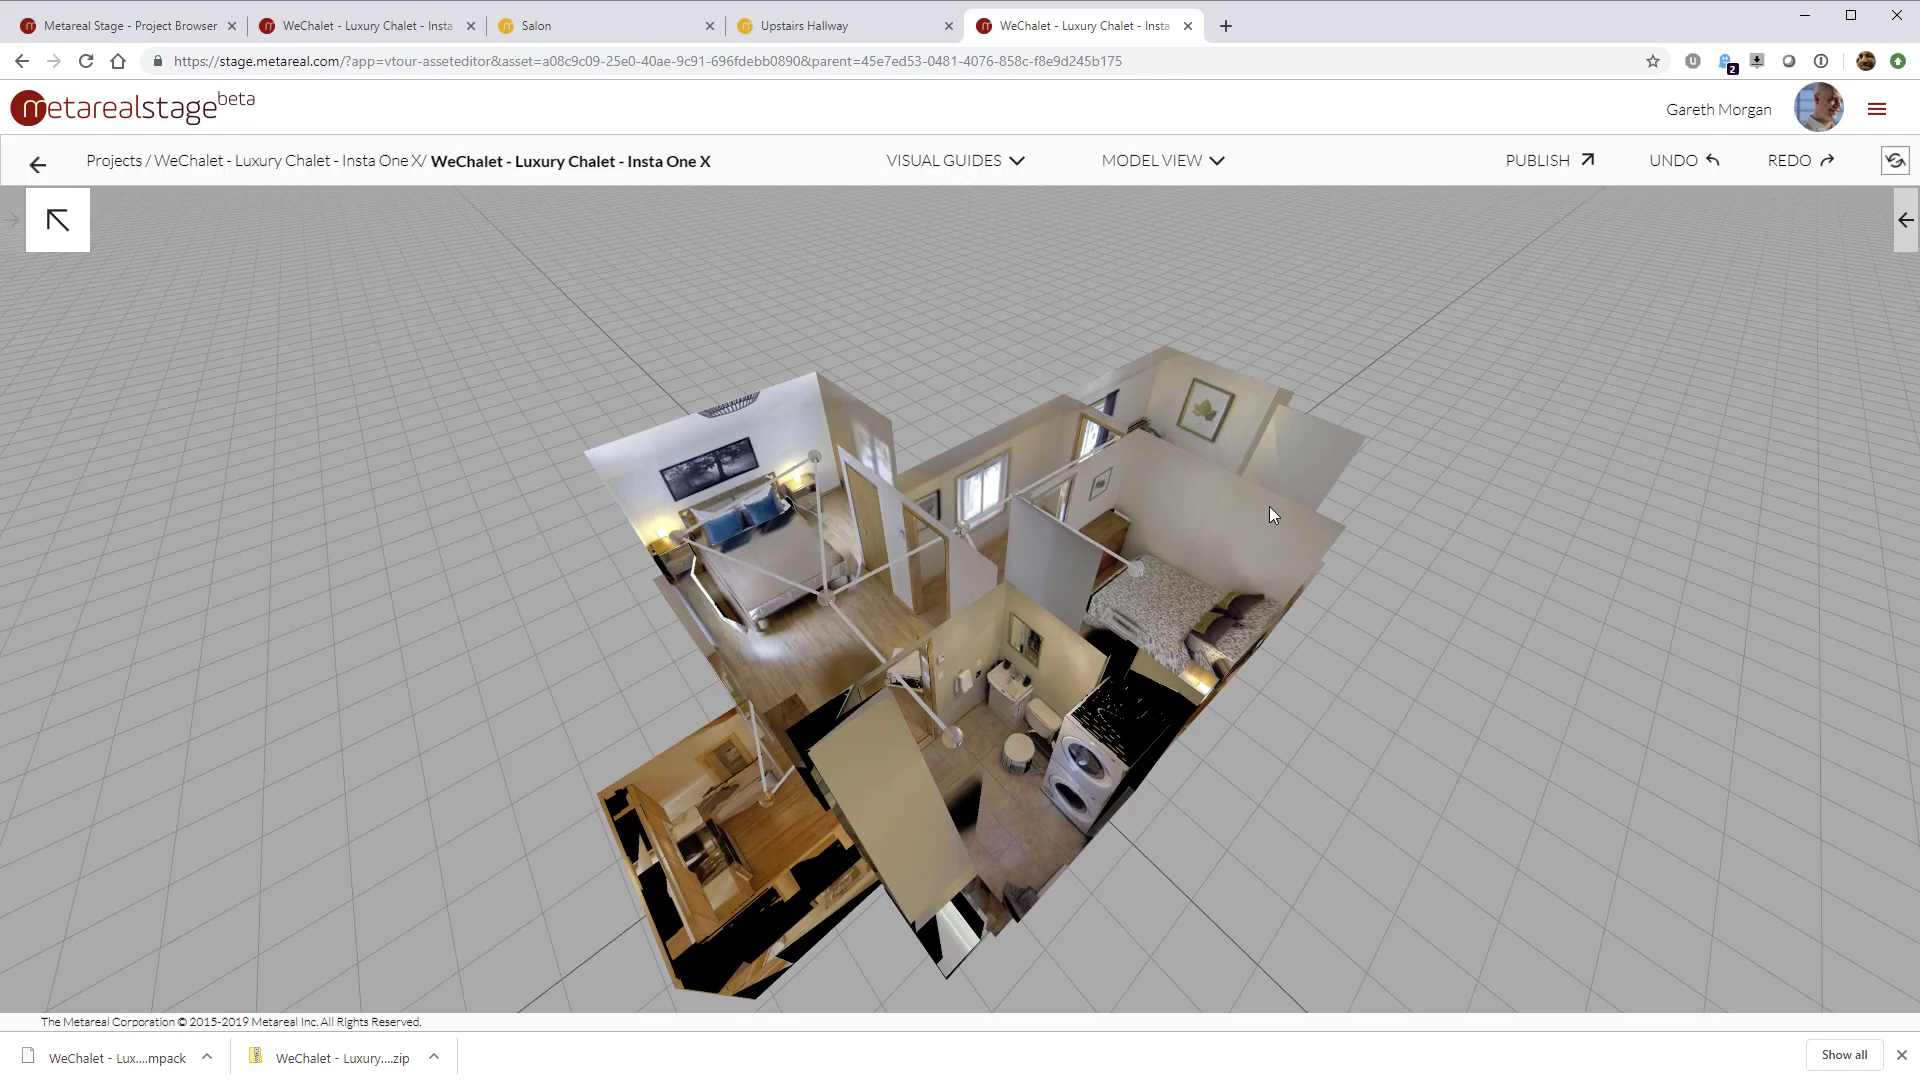 Metareal Stage - Project Browser
WeChalet - Luxury Chalet - Insta
Salon
Upstairs Hallway
WeChalet - Luxury Chalet - Insta
https://stage.metareal.com/?app=vtour-asseteditor&asset=a08c9c09-25e0-40ae-9c91-696fdebb0890&parent=45e7ed53-0481-4076-858c-f8e9d245b175
2
metarealstage beta
Gareth Morgan
Projects / WeChalet - Luxury Chalet - Insta One X/ WeChalet - Luxury Chalet - Insta One X
VISUAL GUIDES
MODEL VIEW
PUBLISH
UNDO
REDO
The Metareal Corporation © 2015-2019 Metareal Inc. All Rights Reserved.
WeChalet - Lux....mpack
WeChalet - Luxury....zip
Show all